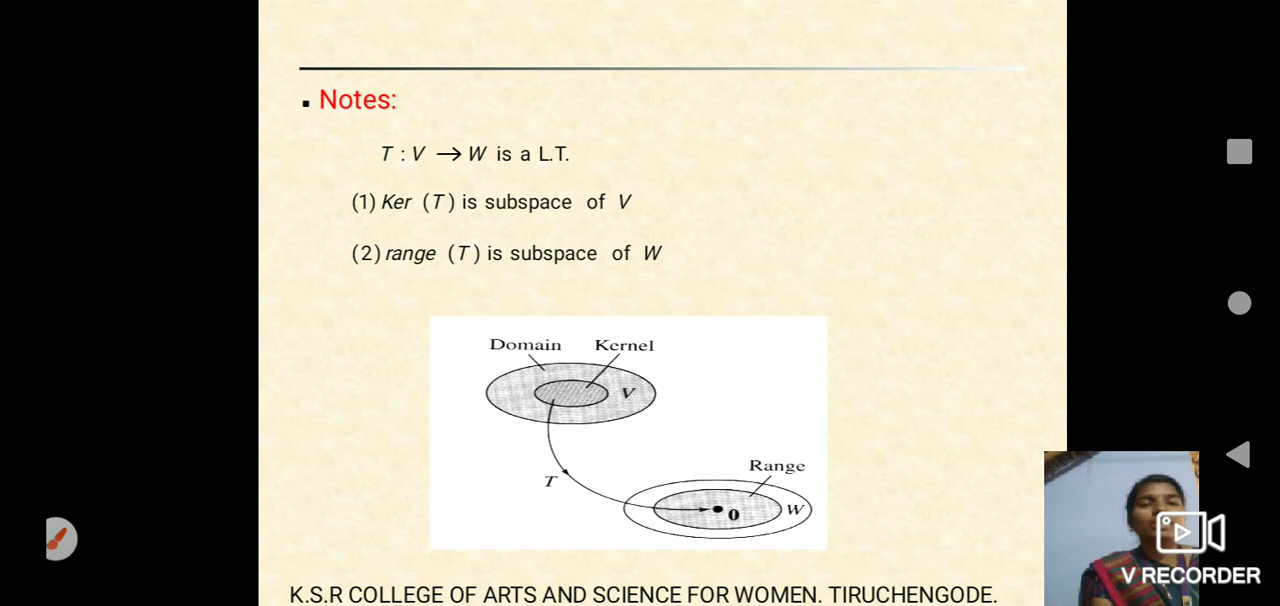 Notes:
T : V → W is a L.T.
(1) Ker (T) is subspace of V
(2) range (T) is subspace of W
Domain Kernel
V
T
Range
0 W
V RECORDER
K.S.R COLLEGE OF ARTS AND SCIENCE FOR WOMEN. TIRUCHENGODE.